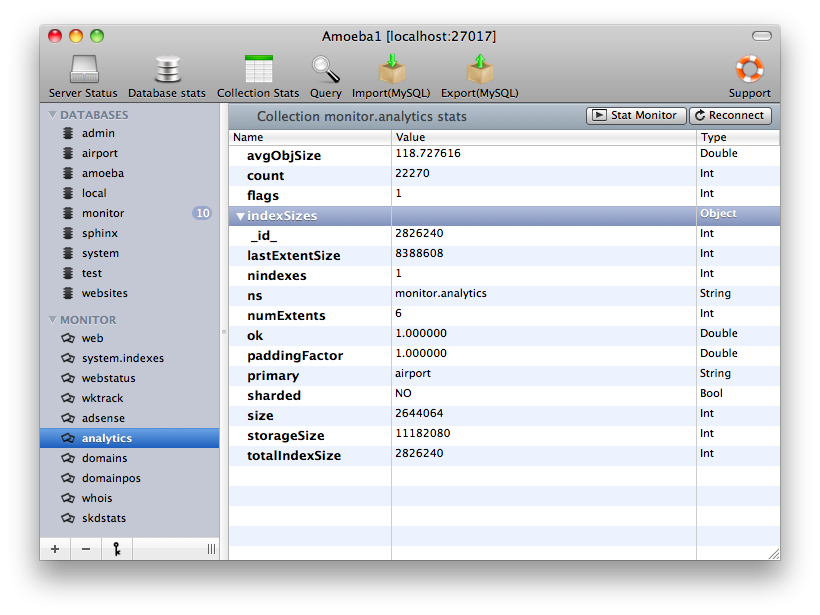 Amoeba1 [localhost:27017]
Server Status Database stats Collection Stats Query Import(MySQL) Export(MySQL) Support
DATABASES
admin
airport
amoeba
local
monitor 10
sphinx
system
test
websites
MONITOR
web
system.indexes
webstatus
wktrack
adsense
analytics
domains
domainpos
whois
skdstats
Collection monitor.analytics stats Stat Monitor Reconnect
Name Value Type
avgObjSize 118.727616 Double
count 22270 Int
flags 1 Int
indexSizes Object
_id_ 2826240 Int
lastExtentSize 8388608 Int
nindexes 1 Int
ns monitor.analytics String
numExtents 6 Int
ok 1.000000 Double
paddingFactor 1.000000 Double
primary airport String
sharded NO Bool
size 2644064 Int
storageSize 11182080 Int
totalIndexSize 2826240 Int